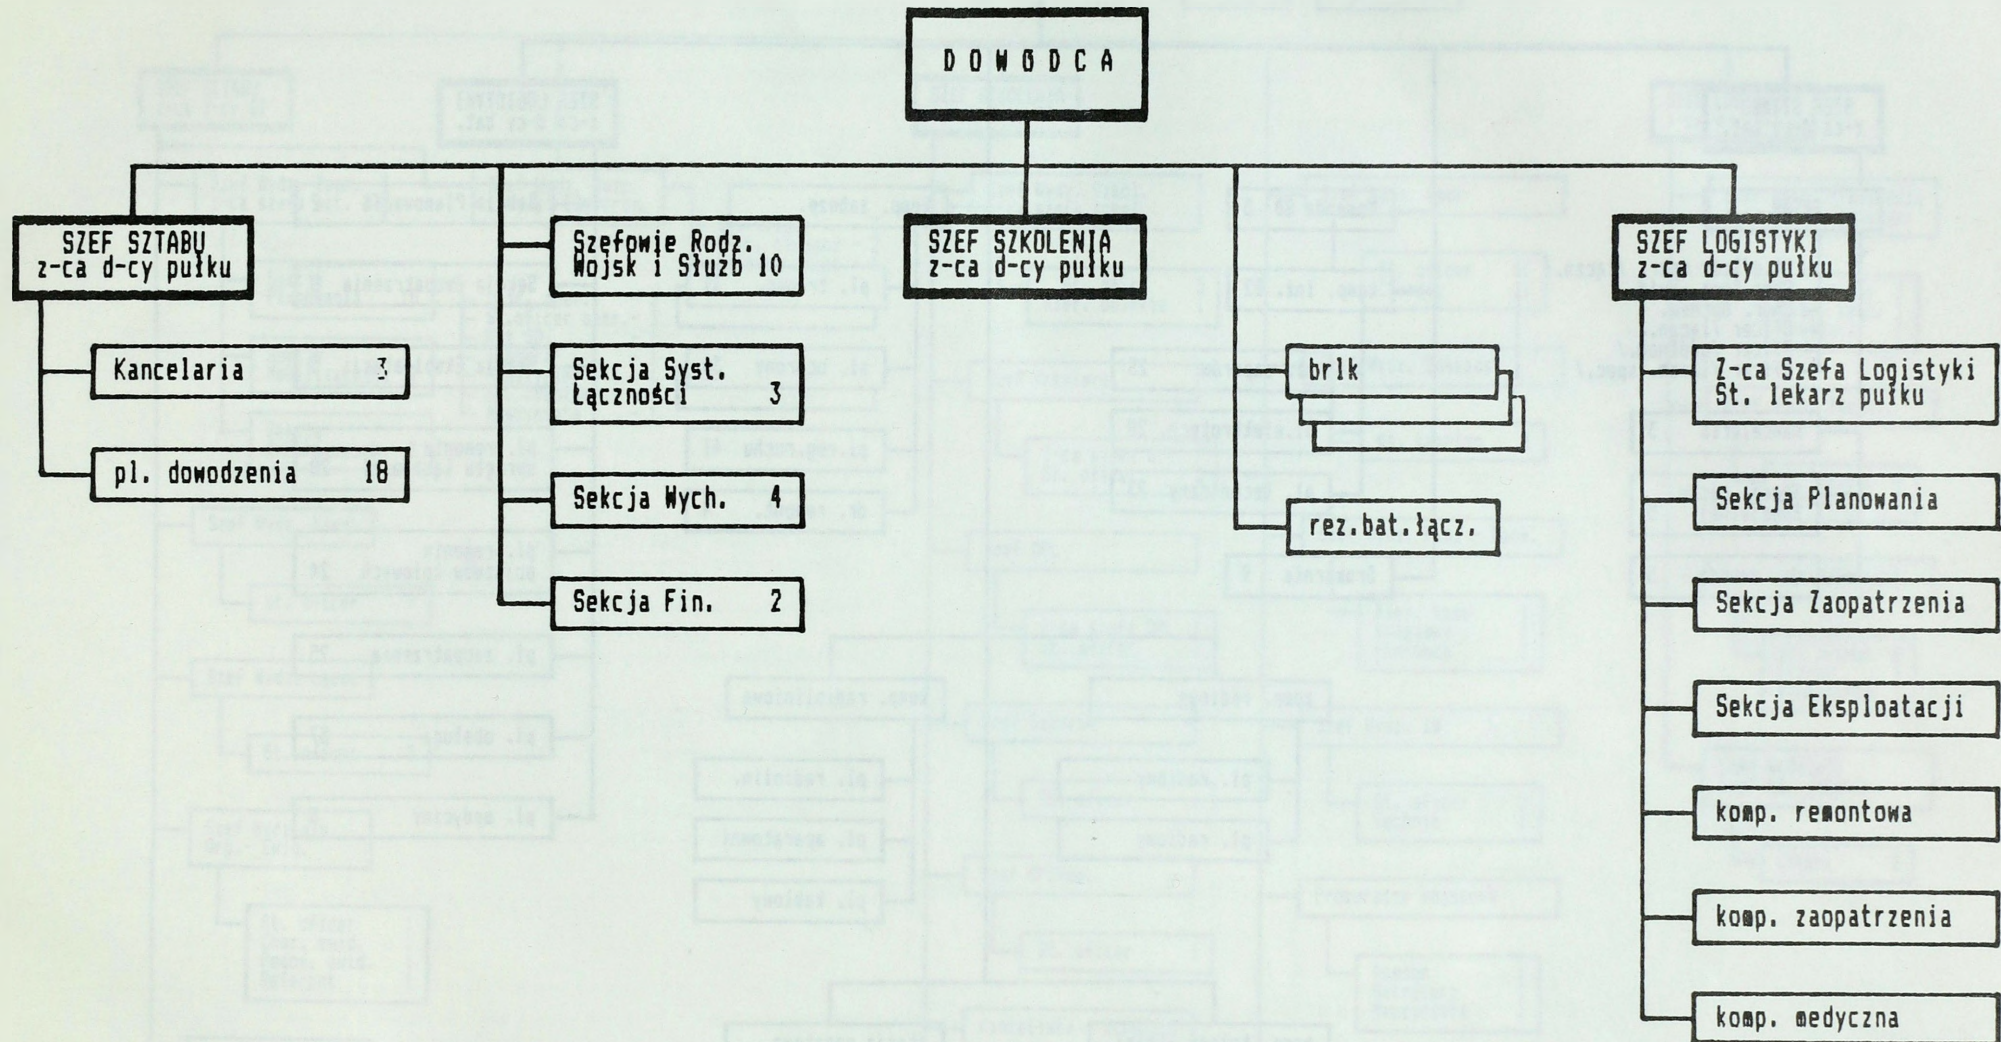 DOWÓDCA
SZEF SZTABU
z-ca d-cy pułku
Kancelaria 3
pl. dowodzenia 18
Szefowie Rodz.
Wojsk i Służb 10
Sekcja Syst.
Łączności 3
Sekcja Wych. 4
Sekcja Fin. 2
SZEF SZKOLENIA
z-ca d-cy pułku
brlk
rez.bat.łącz.
SZEF LOGISTYKI
z-ca d-cy pułku
Z-ca Szefa Logistyki
St. lekarz pułku
Sekcja Planowania
Sekcja Zaopatrzenia
Sekcja Eksploatacji
komp. remontowa
komp. zaopatrzenia
komp. medyczna